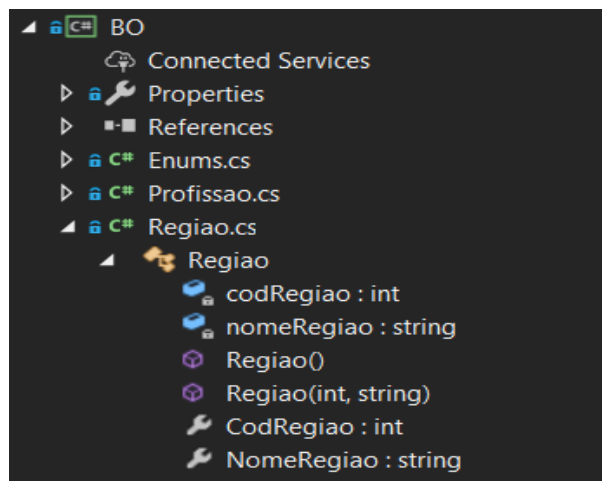 C# BO
Connected Services
Properties
References
C# Enums.cs
C# Profissao.cs
C# Regiao.cs
Regiao
codRegiao : int
nomeRegiao : string
Regiao()
Regiao(int, string)
CodRegiao : int
NomeRegiao : string